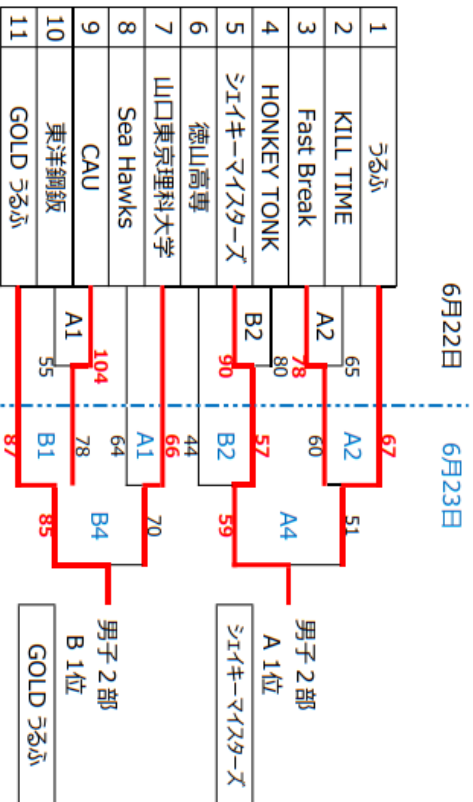 6月22日
6月23日
1 うるふ
2 KILL TIME
3 Fast Break
4 HONKEY TONK
5 シェイキーマイスターズ
6 徳山高専
7 山口東京理科大学
8 Sea Hawks
9 CAU
10 東洋鋼鈑
11 GOLD うるふ
67
65
A2
A2
78
60
51
80
B2
90
57
A4
B2
59
44
66
A1
70
64
104
A1
78
B4
55
B1
85
87
男子2部
A 1位
シェイキーマイスターズ
男子2部
B 1位
GOLD うるふ